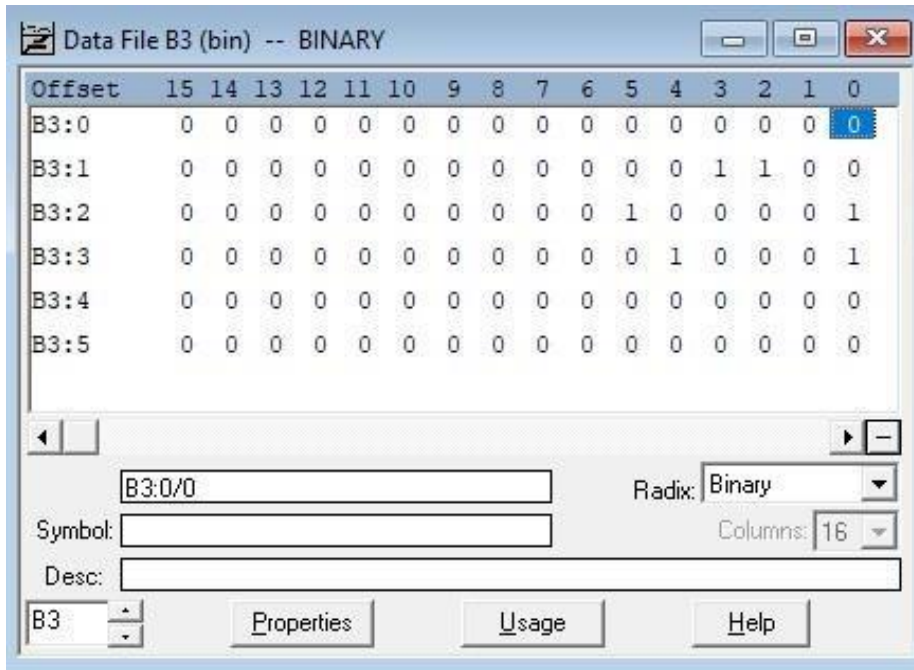 Data File B3 (bin) -- BINARY
Offset 15 14 13 12 11 10 9 8 7 6 5 4 3 2 1 0
B3:0 0 0 0 0 0 0 0 0 0 0 0 0 0 0 0 0
B3:1 0 0 0 0 0 0 0 0 0 0 0 0 1 1 0 0
B3:2 0 0 0 0 0 0 0 0 0 0 1 0 0 0 0 1
B3:3 0 0 0 0 0 0 0 0 0 0 0 1 0 0 0 1
B3:4 0 0 0 0 0 0 0 0 0 0 0 0 0 0 0 0
B3:5 0 0 0 0 0 0 0 0 0 0 0 0 0 0 0 0
B3:0/0 Radix: Binary
Symbol: Columns: 16
Desc:
B3 Properties Usage Help